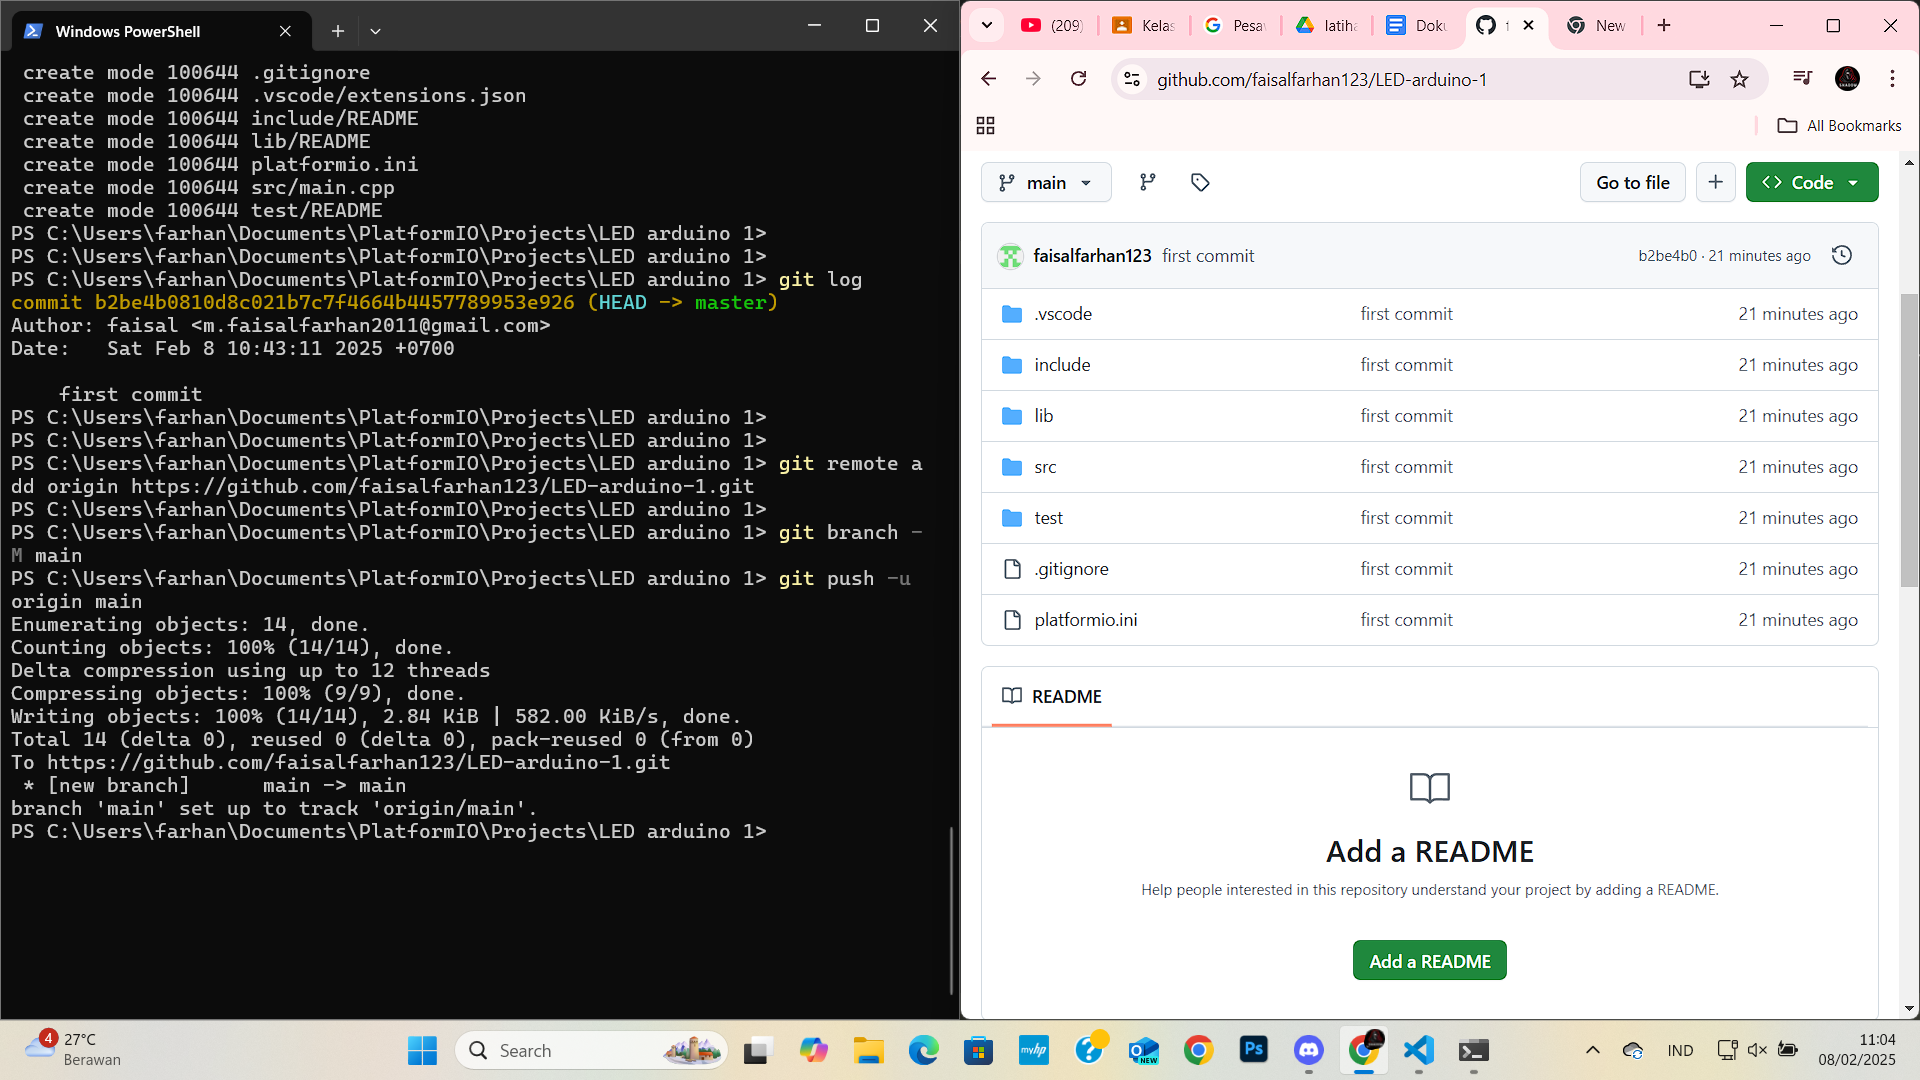 Windows PowerShell
create mode 100644 .gitignore
create mode 100644 .vscode/extensions.json
create mode 100644 include/README
create mode 100644 lib/README
create mode 100644 platformio.ini
create mode 100644 src/main.cpp
create mode 100644 test/README
PS C:\Users\farhan\Documents\PlatformIO\Projects\LED arduino 1>
PS C:\Users\farhan\Documents\PlatformIO\Projects\LED arduino 1>
PS C:\Users\farhan\Documents\PlatformIO\Projects\LED arduino 1> git log
commit b2be4b0810d8c021b7c7f4664b4457789953e926 (HEAD -> master)
Author: faisal <m.faisalfarhan2011@gmail.com>
Date:   Sat Feb 8 10:43:11 2025 +0700
first commit
PS C:\Users\farhan\Documents\PlatformIO\Projects\LED arduino 1>
PS C:\Users\farhan\Documents\PlatformIO\Projects\LED arduino 1>
PS C:\Users\farhan\Documents\PlatformIO\Projects\LED arduino 1> git remote a
dd origin https://github.com/faisalfarhan123/LED-arduino-1.git
PS C:\Users\farhan\Documents\PlatformIO\Projects\LED arduino 1>
PS C:\Users\farhan\Documents\PlatformIO\Projects\LED arduino 1> git branch -
M main
PS C:\Users\farhan\Documents\PlatformIO\Projects\LED arduino 1> git push -u
origin main
Enumerating objects: 14, done.
Counting objects: 100% (14/14), done.
Delta compression using up to 12 threads
Compressing objects: 100% (9/9), done.
Writing objects: 100% (14/14), 2.84 KiB | 582.00 KiB/s, done.
Total 14 (delta 0), reused 0 (delta 0), pack-reused 0 (from 0)
To https://github.com/faisalfarhan123/LED-arduino-1.git
* [new branch]      main -> main
branch 'main' set up to track 'origin/main'.
PS C:\Users\farhan\Documents\PlatformIO\Projects\LED arduino 1>
(209) Kelas Pesa latiha Doku New
github.com/faisalfarhan123/LED-arduino-1
All Bookmarks
main Go to file Code
faisalfarhan123 first commit b2be4b0 · 21 minutes ago
.vscode first commit 21 minutes ago
include first commit 21 minutes ago
lib first commit 21 minutes ago
src first commit 21 minutes ago
test first commit 21 minutes ago
.gitignore first commit 21 minutes ago
platformio.ini first commit 21 minutes ago
README
Add a README
Help people interested in this repository understand your project by adding a README.
Add a README
4 27°C
Berawan
Search
myhp
NEW
Ps
IND
11:04
08/02/2025